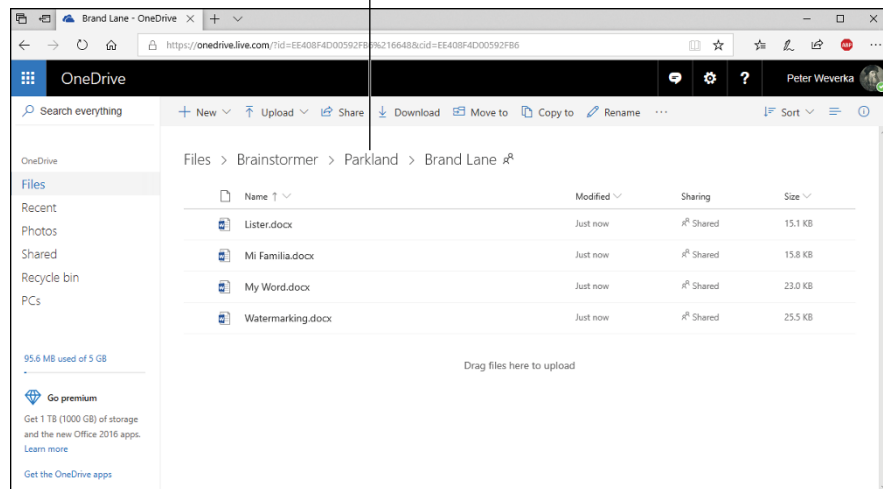 Brand Lane - OneDrive
https://onedrive.live.com/?id=EE408F4D00592FB6%216648&cid=EE408F4D00592FB6
ABP
OneDrive
?
Peter Weverka
Search everything
New Upload Share Download Move to Copy to Rename ... Sort
OneDrive
Files
Recent
Photos
Shared
Recycle bin
PCs
95.6 MB used of 5 GB
Go premium
Get 1 TB (1000 GB) of storage
and the new Office 2016 apps.
Learn more
Get the OneDrive apps
Files > Brainstormer > Parkland > Brand Lane
Name Modified Sharing Size
Lister.docx Just now Shared 15.1 KB
Mi Familia.docx Just now Shared 15.8 KB
My Word.docx Just now Shared 23.0 KB
Watermarking.docx Just now Shared 25.5 KB
Drag files here to upload